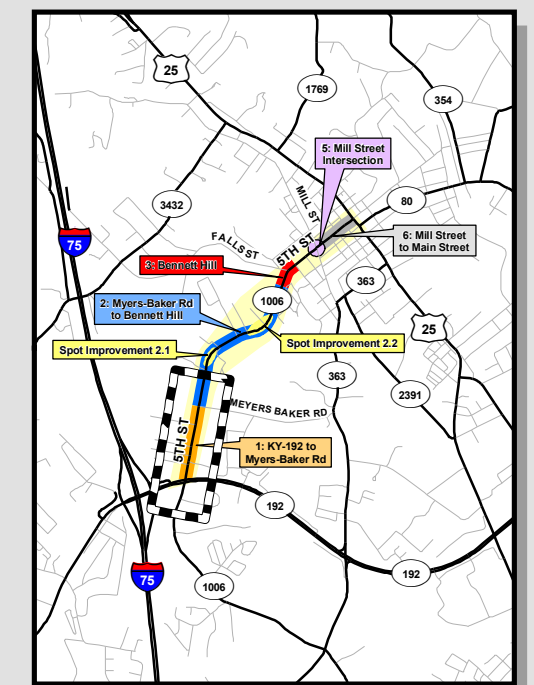 25
1769
354
5: Mill Street
Intersection
MILL ST
3432
80
FALLS ST
5TH ST
6: Mill Street
to Main Street
75
3: Bennett Hill
363
1006
2: Myers-Baker Rd
to Bennett Hill
25
Spot Improvement 2.1
Spot Improvement 2.2
363
2391
MEYERS BAKER RD
5TH ST
1: KY-192 to
Myers-Baker Rd
192
75
192
1006